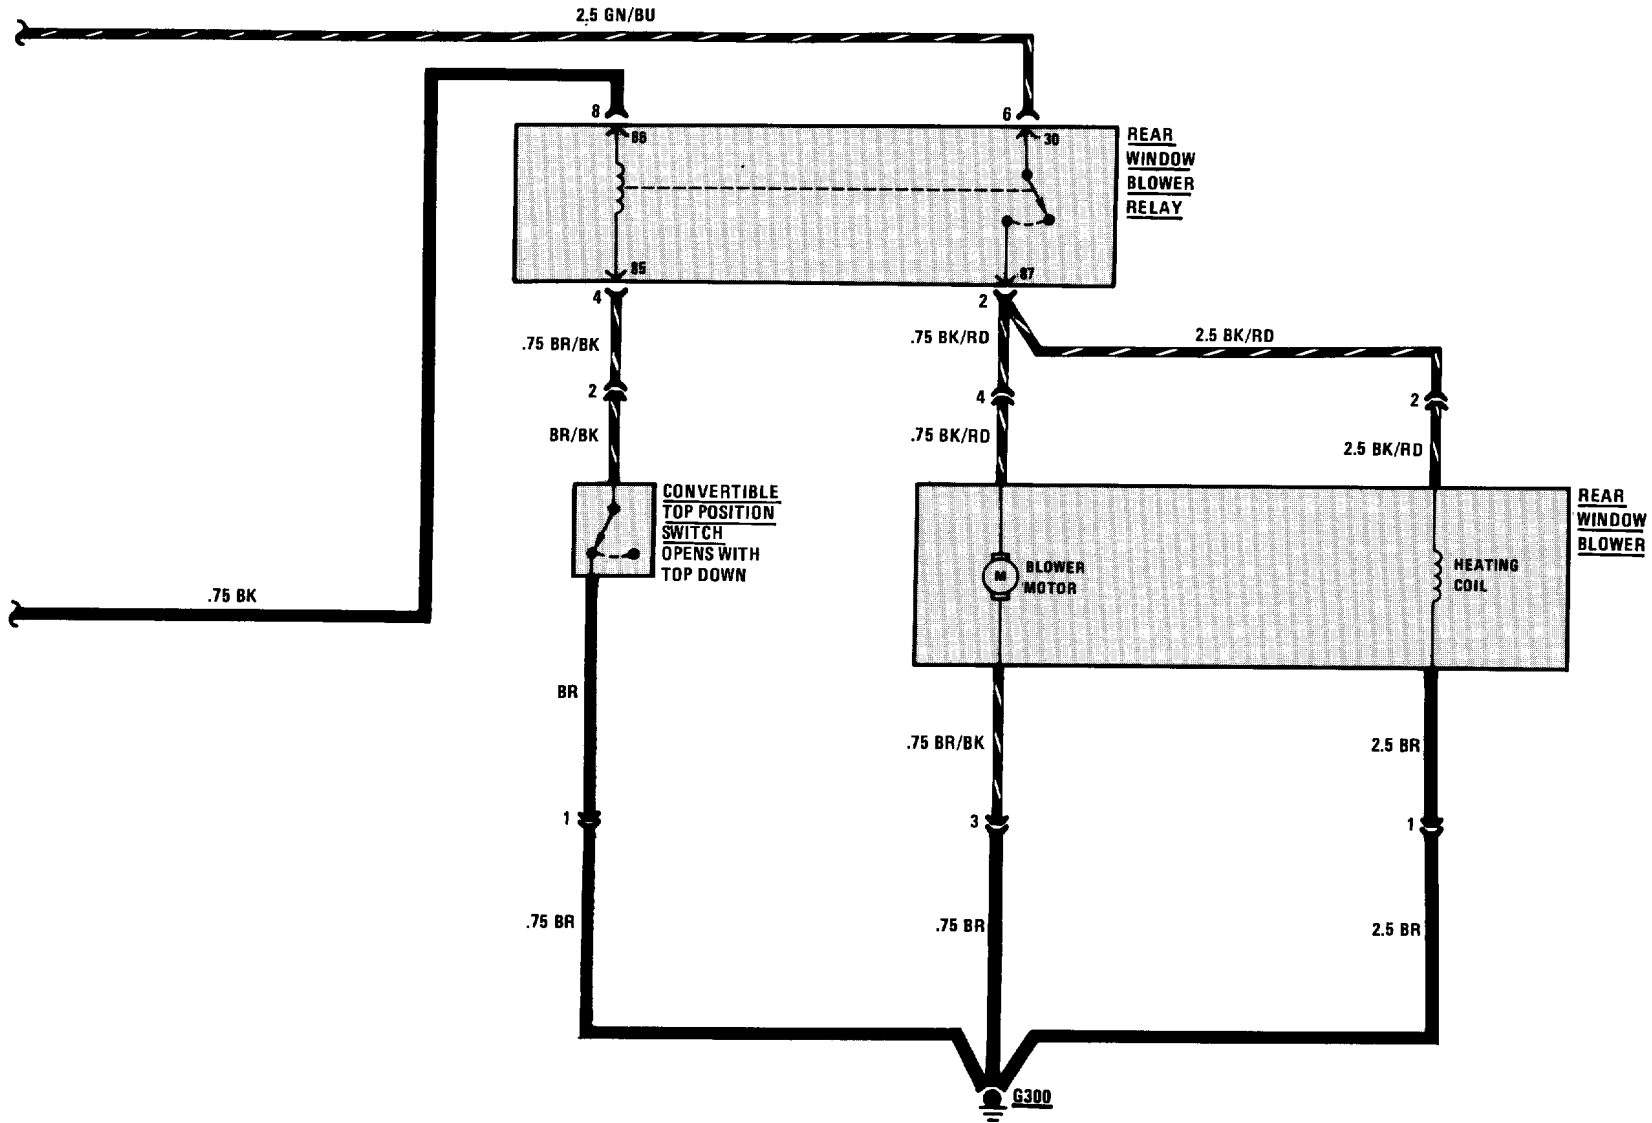 2.5 GN/BU
8
6
86
30
REAR
WINDOW
BLOWER
RELAY
85
87
4
2
.75 BR/BK
.75 BK/RD
2.5 BK/RD
2
4
2
BR/BK
.75 BK/RD
2.5 BK/RD
CONVERTIBLE
TOP POSITION
SWITCH
OPENS WITH
TOP DOWN
REAR
WINDOW
BLOWER
M
BLOWER
MOTOR
HEATING
COIL
.75 BK
BR
.75 BR/BK
2.5 BR
1
3
1
.75 BR
.75 BR
2.5 BR
G300